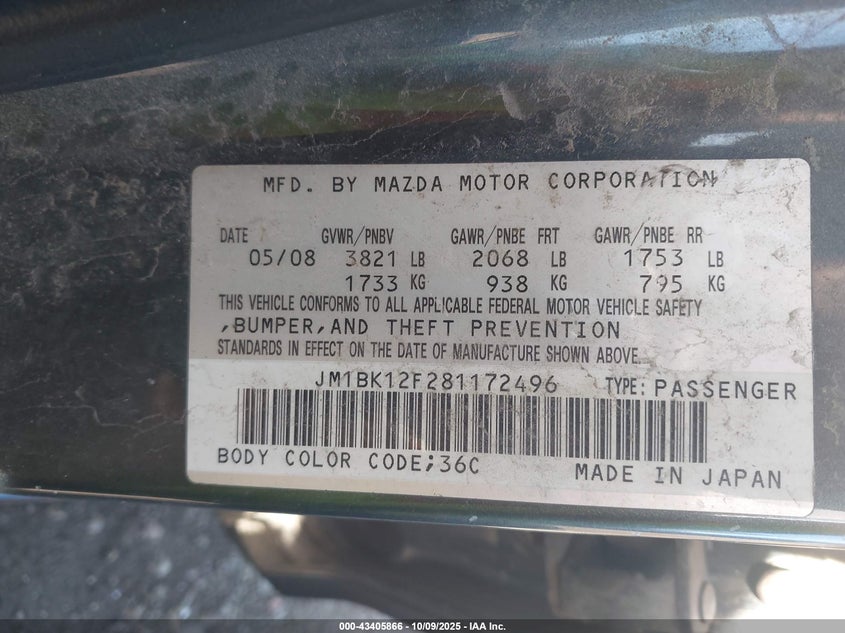 MFD. BY MAZDA MOTOR CORPORATION
DATE GVWR/PNBV GAWR/PNBE FRT GAWR/PNBE RR
05/08 3821 LB 2068 LB 1753 LB
1733 KG 938 KG 795 KG
THIS VEHICLE CONFORMS TO ALL APPLICABLE FEDERAL MOTOR VEHICLE SAFETY
,BUMPER,AND THEFT PREVENTION
STANDARDS IN EFFECT ON THE DATE OF MANUFACTURE SHOWN ABOVE.
JM1BK12F281172496 TYPE: PASSENGER
BODY COLOR CODE;36C
MADE IN JAPAN
000-43405866 - 10/09/2025 - IAA Inc.